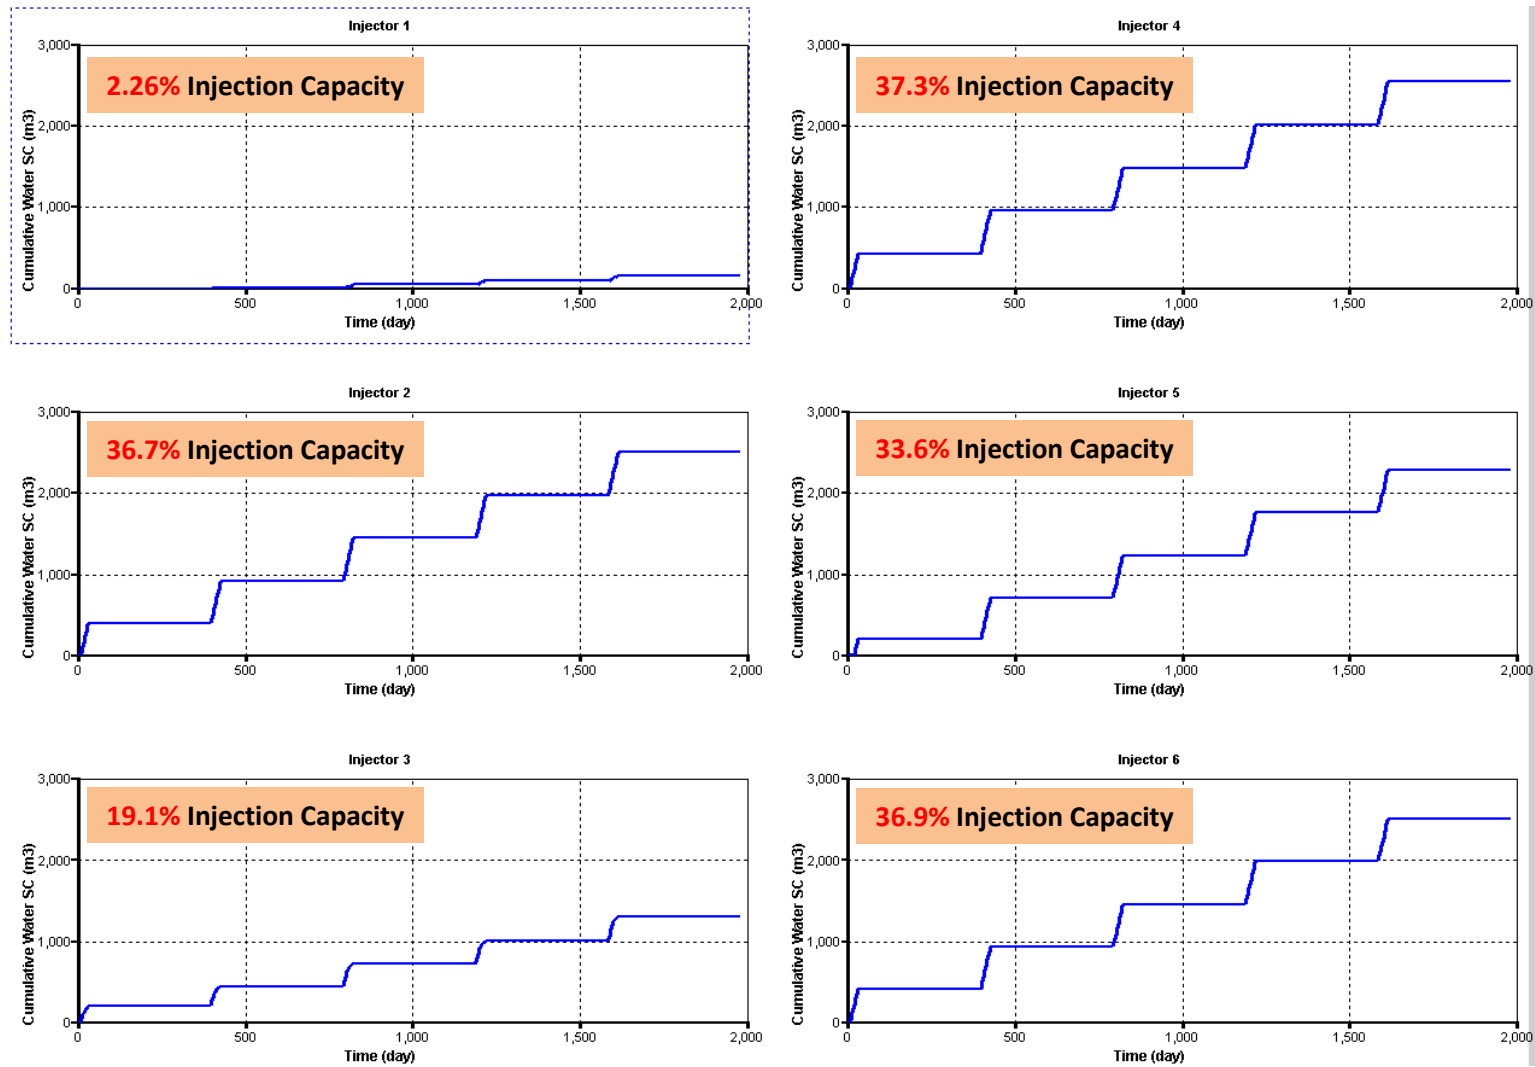 Injector 1
2.26% Injection Capacity
Cumulative Water SC (m3)
3,000
2,000
1,000
0
0 500 1,000 1,500 2,000
Time (day)
Injector 4
37.3% Injection Capacity
Cumulative Water SC (m3)
3,000
2,000
1,000
0
0 500 1,000 1,500 2,000
Time (day)
Injector 2
36.7% Injection Capacity
Cumulative Water SC (m3)
3,000
2,000
1,000
0
0 500 1,000 1,500 2,000
Time (day)
Injector 5
33.6% Injection Capacity
Cumulative Water SC (m3)
3,000
2,000
1,000
0
0 500 1,000 1,500 2,000
Time (day)
Injector 3
19.1% Injection Capacity
Cumulative Water SC (m3)
3,000
2,000
1,000
0
0 500 1,000 1,500 2,000
Time (day)
Injector 6
36.9% Injection Capacity
Cumulative Water SC (m3)
3,000
2,000
1,000
0
0 500 1,000 1,500 2,000
Time (day)